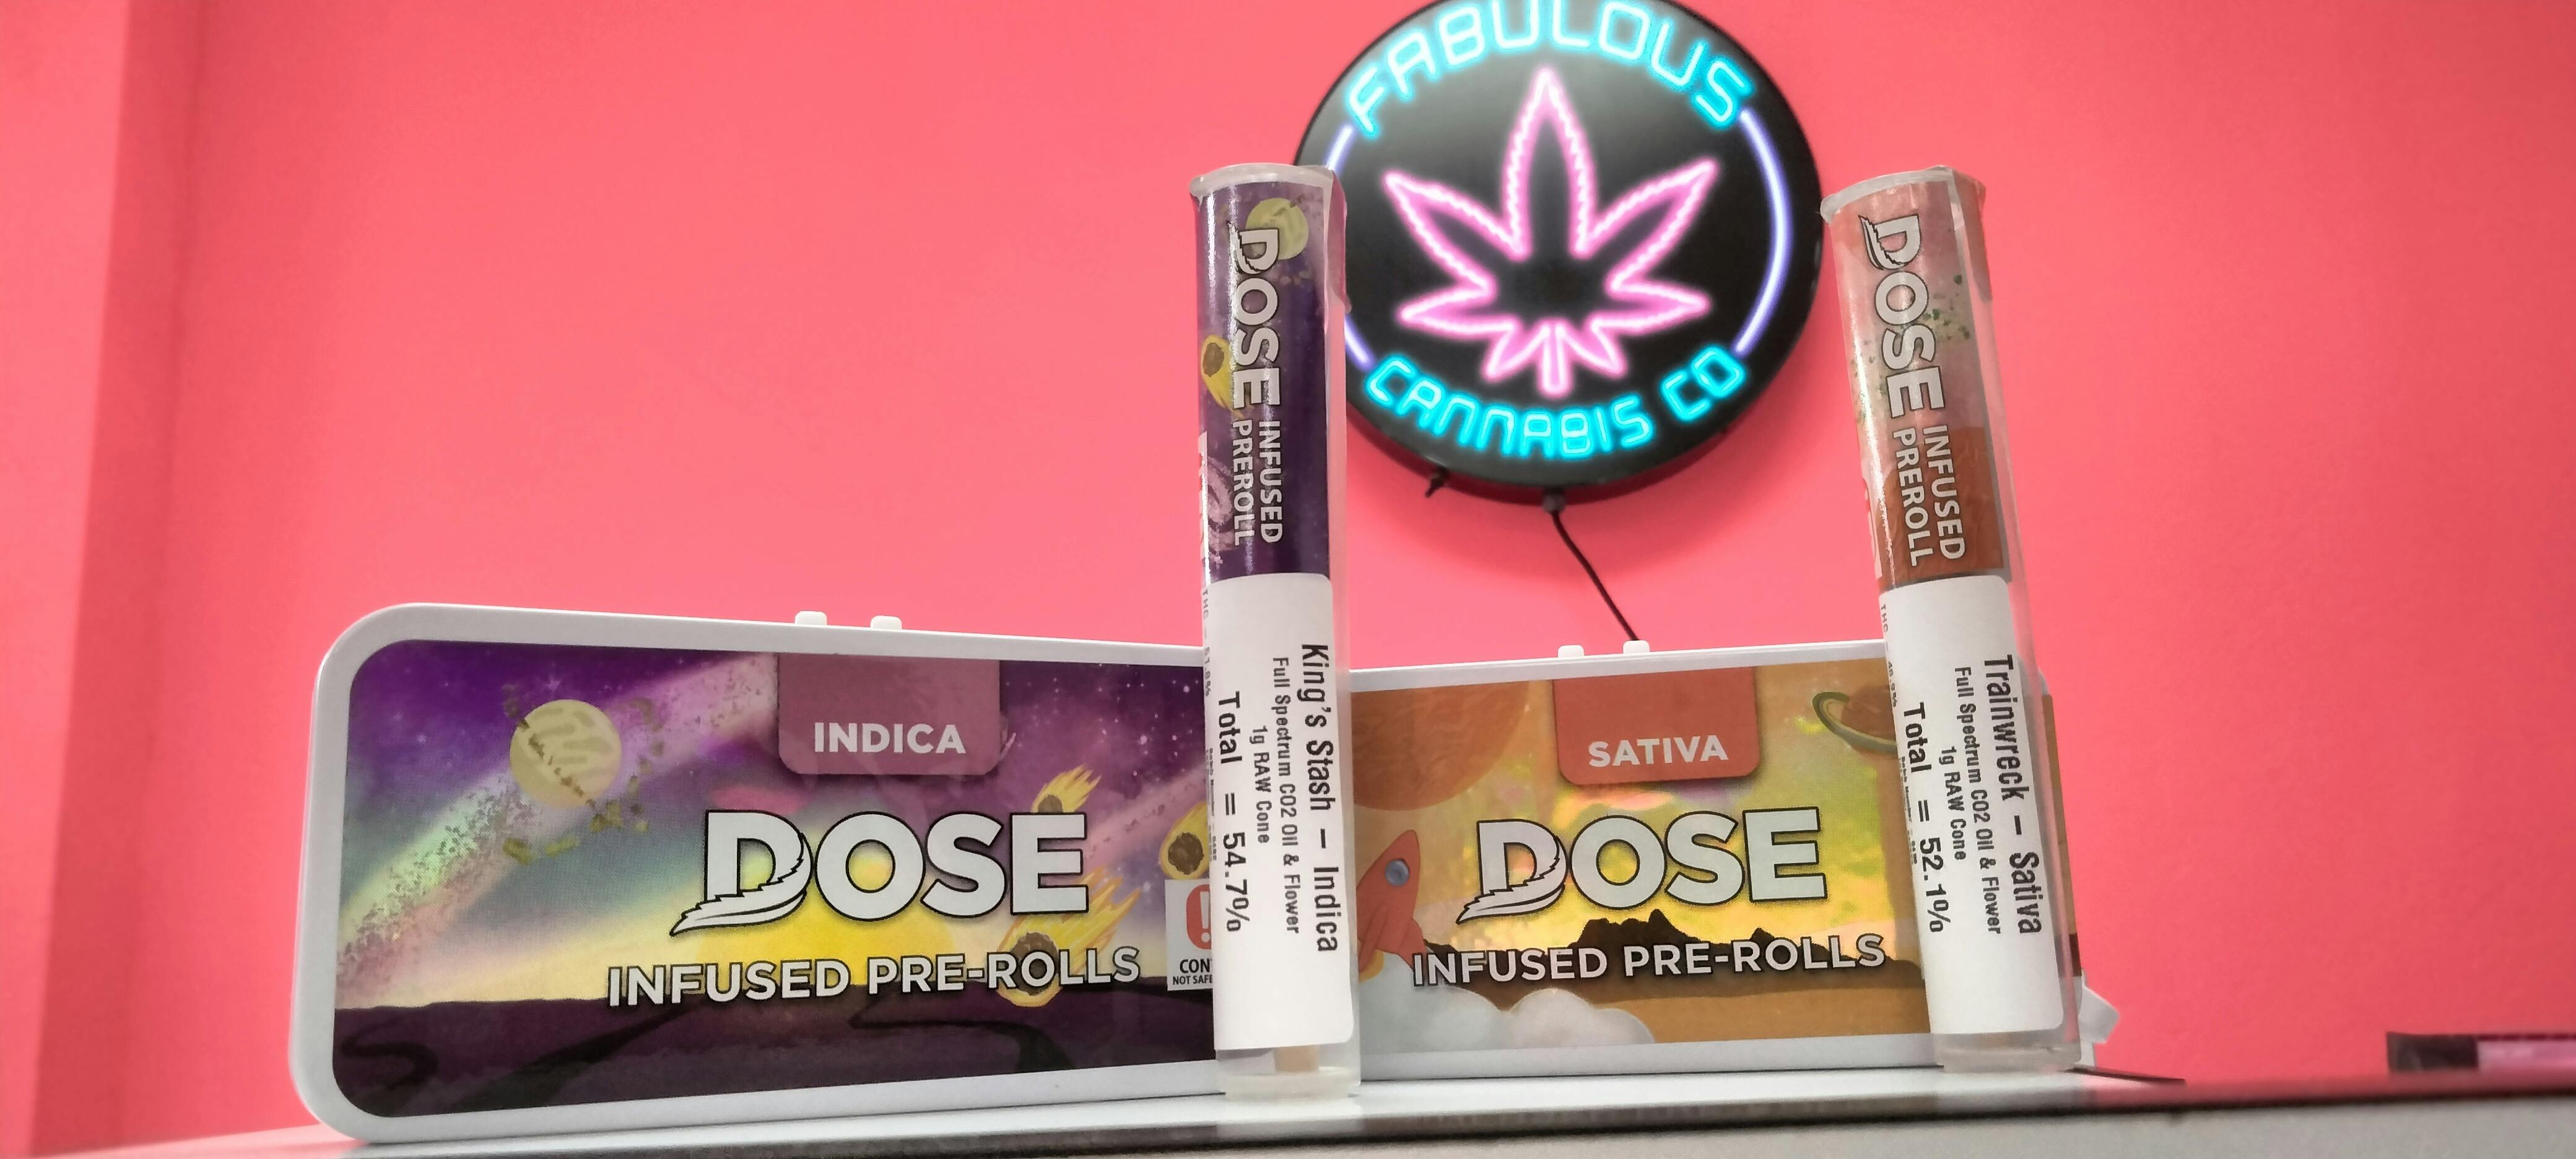 FABULOUS
CANNABIS CO
INDICA
DOSE
INFUSED PRE-ROLLS
DOSE
INFUSED
PREROLL
King's Stash – Indica
Full Spectrum CO2 Oil & Flower
1g RAW Cone
Total = 54.7%
SATIVA
DOSE
INFUSED PRE-ROLLS
DOSE
INFUSED
PREROLL
Trainwreck – Sativa
Full Spectrum CO2 Oil & Flower
1g RAW Cone
Total = 52.1%